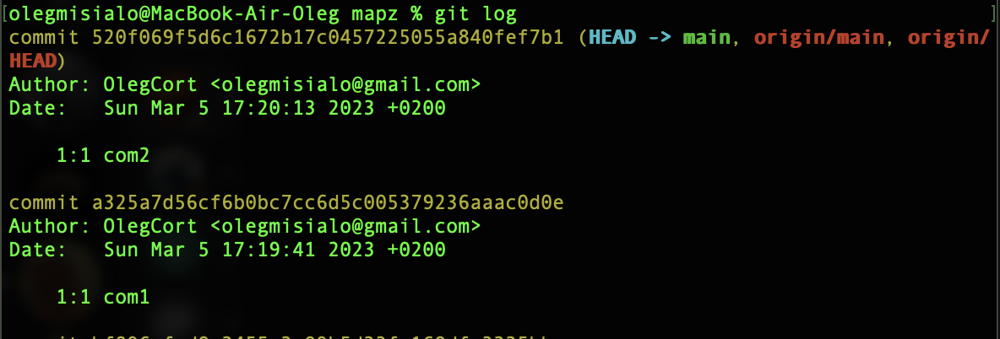 [olegmisialo@MacBook-Air-Oleg mapz % git log ]
commit 520f069f5d6c1672b17c0457225055a840fef7b1 (HEAD -> main, origin/main, origin/
HEAD)
Author: OlegCort <olegmisialo@gmail.com>
Date:   Sun Mar 5 17:20:13 2023 +0200
1:1 com2
commit a325a7d56cf6b0bc7cc6d5c005379236aaac0d0e
Author: OlegCort <olegmisialo@gmail.com>
Date:   Sun Mar 5 17:19:41 2023 +0200
1:1 com1